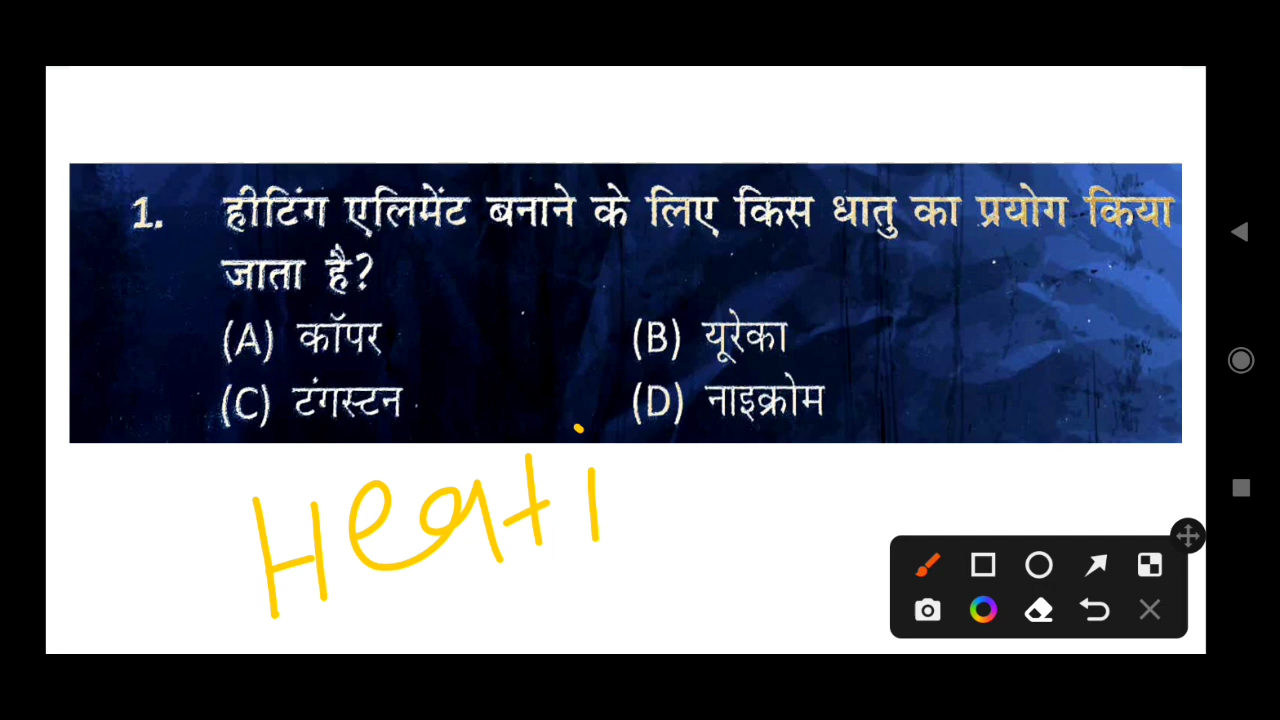 1. हीटिंग एलिमेंट बनाने के लिए किस धातु का प्रयोग किया
जाता है?
(A) कॉपर (B) यूरेका
(C) टंगस्टन (D) नाइक्रोम
Heati